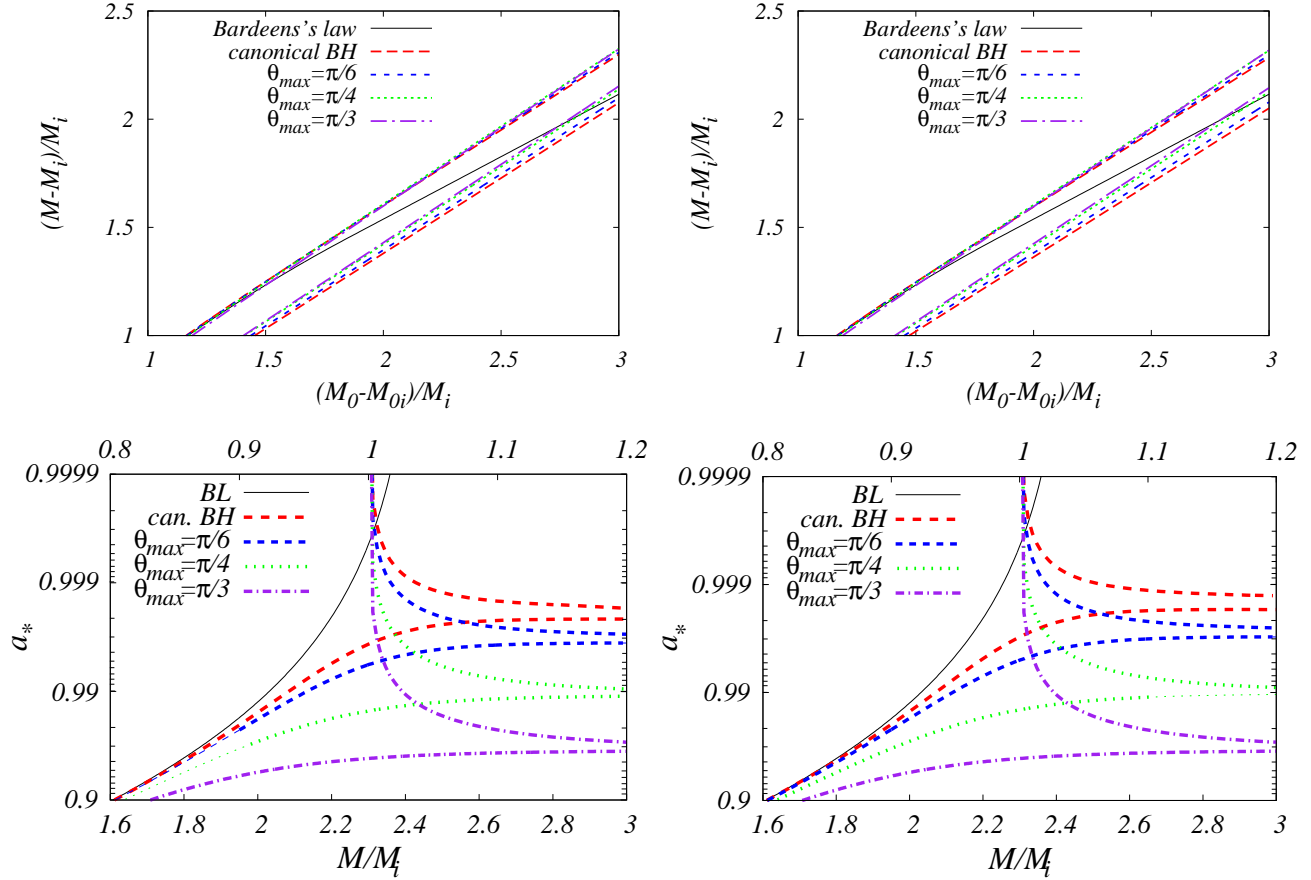 2.5
Bardeens's law
canonical BH
θmax=π/6
θmax=π/4
θmax=π/3
2
1.5
1
(M-Mi)/Mi
1 1.5 2 2.5 3
(M0-M0i)/Mi
2.5
Bardeens's law
canonical BH
θmax=π/6
θmax=π/4
θmax=π/3
2
1.5
1
(M-Mi)/Mi
1 1.5 2 2.5 3
(M0-M0i)/Mi
0.8 0.9 1 1.1 1.2
0.9999
BL
can. BH
θmax=π/6
θmax=π/4
θmax=π/3
0.999
0.99
0.9
a*
1.6 1.8 2 2.2 2.4 2.6 2.8 3
M/Mi
0.8 0.9 1 1.1 1.2
0.9999
BL
can. BH
θmax=π/6
θmax=π/4
θmax=π/3
0.999
0.99
0.9
a*
1.6 1.8 2 2.2 2.4 2.6 2.8 3
M/Mi